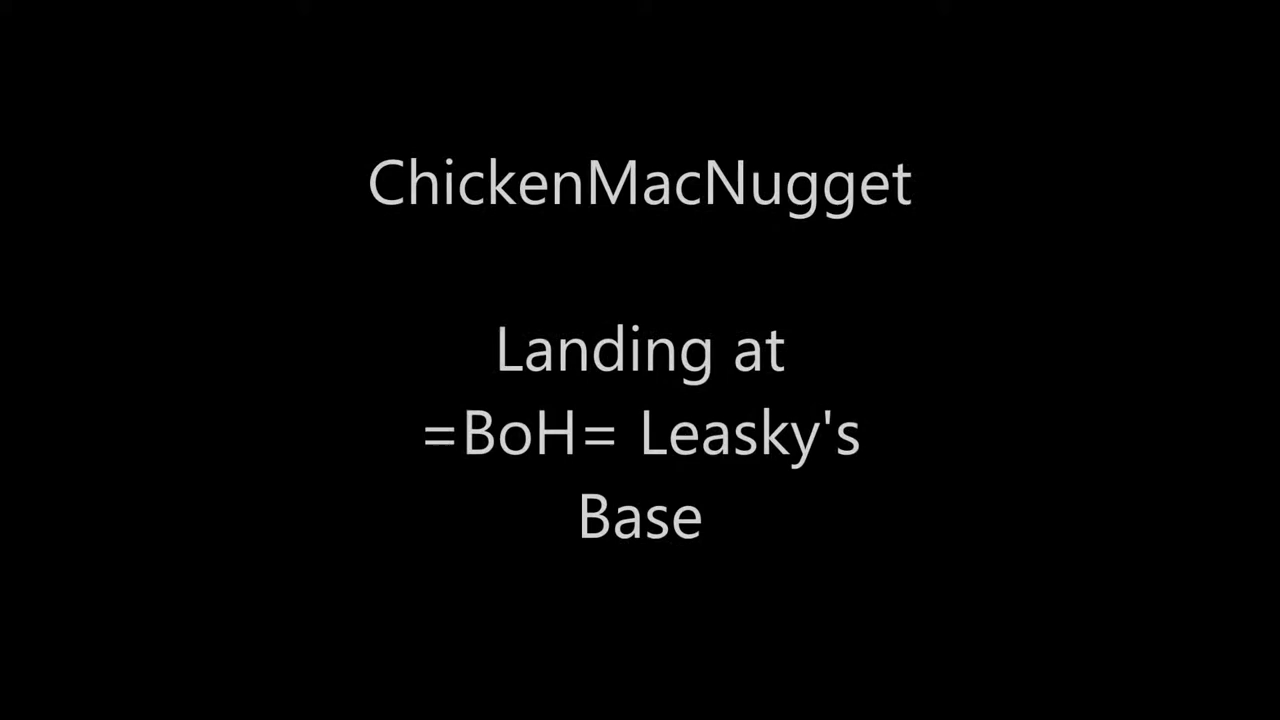 ChickenMacNugget
Landing at
=BoH= Leasky's
Base